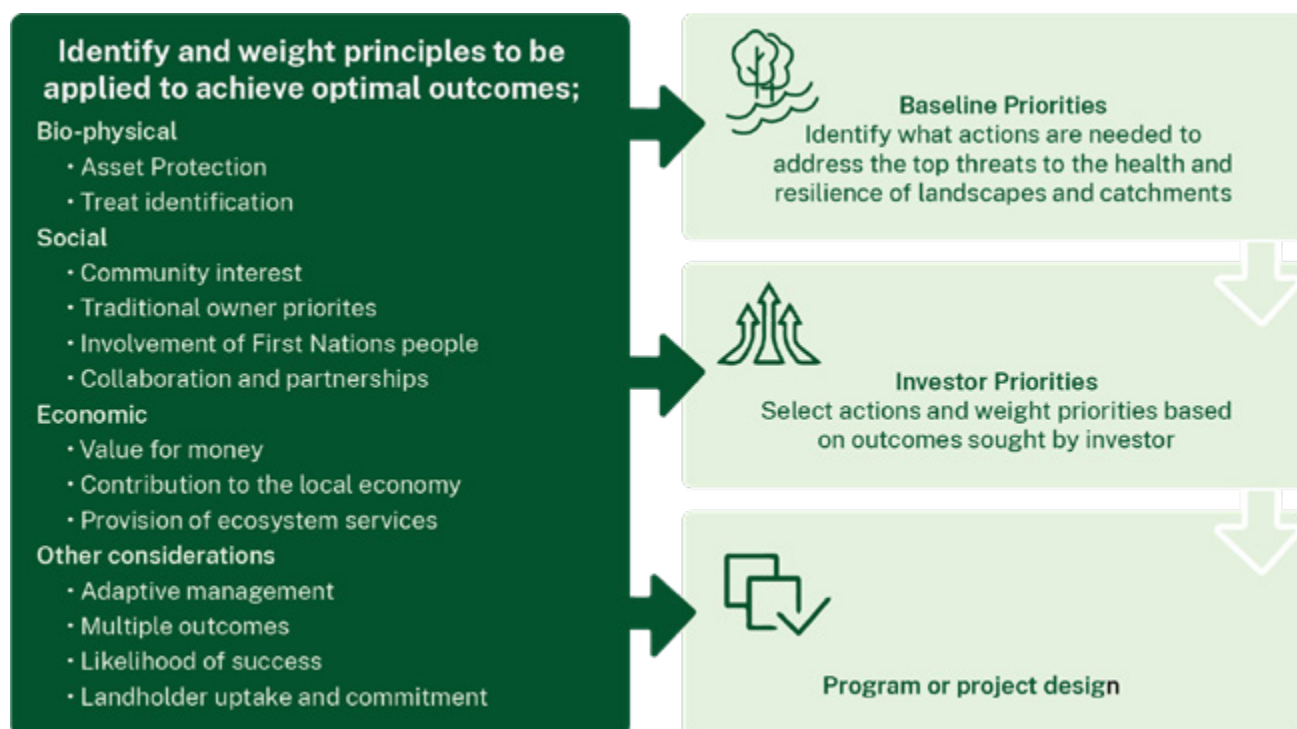 Identify and weight principles to be
applied to achieve optimal outcomes;
Bio-physical
• Asset Protection
• Treat identification
Social
• Community interest
• Traditional owner priorites
• Involvement of First Nations people
• Collaboration and partnerships
Economic
• Value for money
• Contribution to the local economy
• Provision of ecosystem services
Other considerations
• Adaptive management
• Multiple outcomes
• Likelihood of success
• Landholder uptake and commitment
Baseline Priorities
Identify what actions are needed to
address the top threats to the health and
resilience of landscapes and catchments
Investor Priorities
Select actions and weight priorities based
on outcomes sought by investor
Program or project design